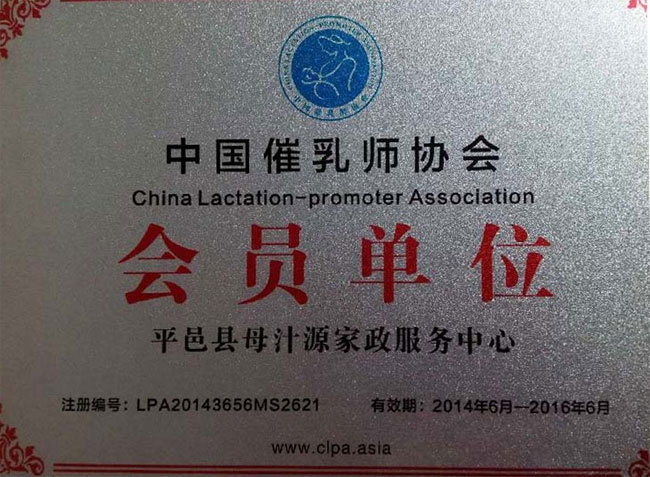 中国催乳师协会
China Lactation-promoter Association
会员单位
平邑县母汁源家政服务中心
注册编号：LPA20143656MS2621 有效期：2014年6月—2016年6月
www.clpa.asia